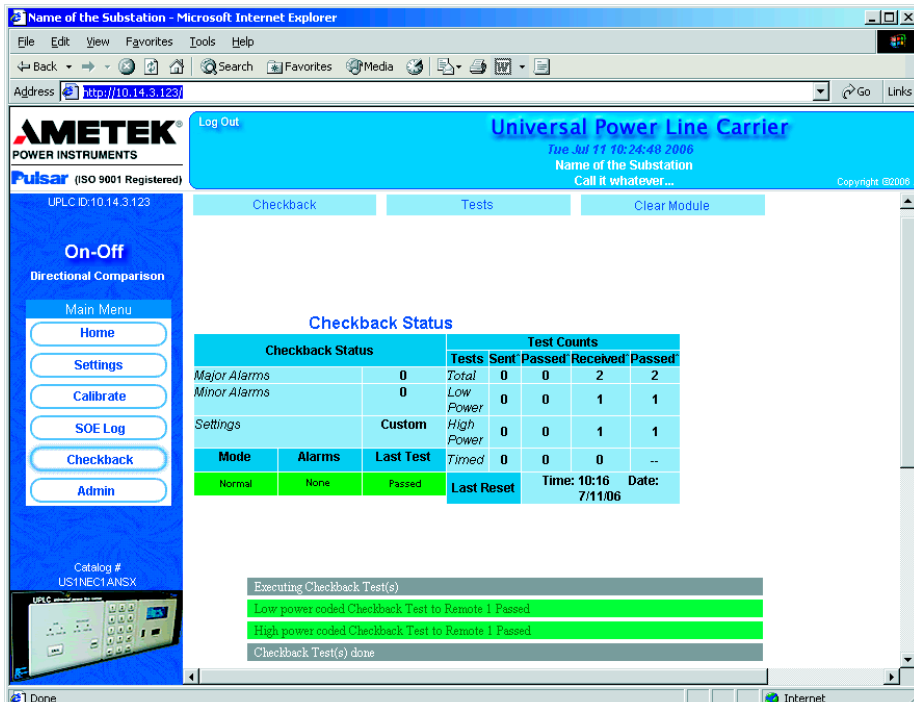 Name of the Substation - Microsoft Internet Explorer
File Edit View Favorites Tools Help
Back Search Favorites Media
Address http://10.14.3.123/ Go Links
AMETEK®
POWER INSTRUMENTS
Pulsar (ISO 9001 Registered)
Log Out
Universal Power Line Carrier
Tue Jul 11 10:24:48 2006
Name of the Substation
Call it whatever...
Copyright ©2006
UPLC ID:10.14.3.123
On-Off
Directional Comparison
Main Menu
Home
Settings
Calibrate
SOE Log
Checkback
Admin
Catalog #
US1NEC1ANSX
UPLC
Checkback Tests Clear Module
Checkback Status
Checkback Status
Major Alarms 0
Minor Alarms 0
Settings Custom
Mode Alarms Last Test
Normal None Passed
Test Counts
Tests Sent Passed Received Passed
Total 0 0 2 2
Low Power 0 0 1 1
High Power 0 0 1 1
Timed 0 0 0 --
Last Reset Time: 10:16 Date:
7/11/06
Executing Checkback Test(s)
Low power coded Checkback Test to Remote 1 Passed
High power coded Checkback Test to Remote 1 Passed
Checkback Test(s) done
Done Internet